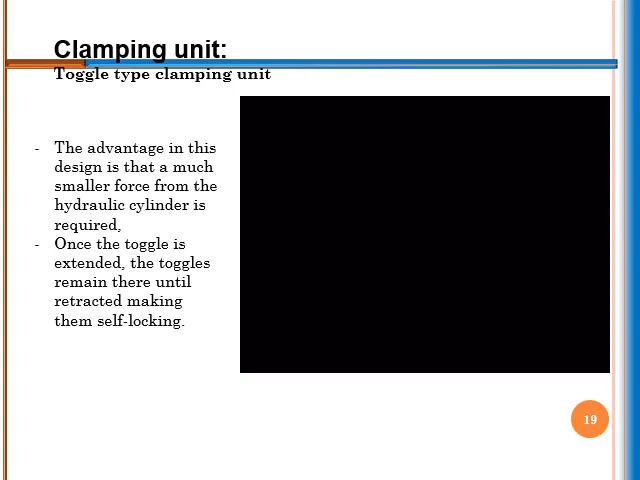 Clamping unit:
Toggle type clamping unit
- The advantage in this
design is that a much
smaller force from the
hydraulic cylinder is
required,
- Once the toggle is
extended, the toggles
remain there until
retracted making
them self-locking.
19